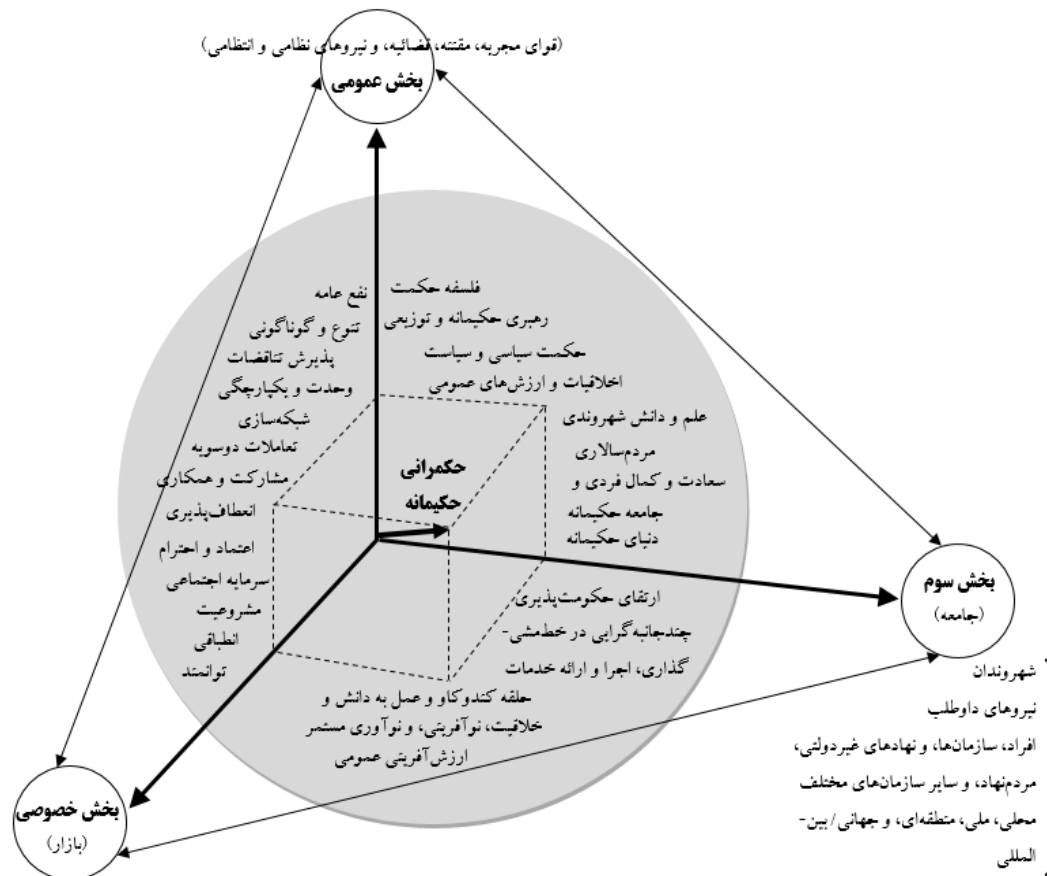 (قوای مجریه، مقننه، قضائیه، و نیروهای نظامی و انتظامی)
بخش عمومی
فلسفه حکمت
رهبری حکیمانه و توزیعی
حکمت سیاسی و سیاست
اخلاقیات و ارزش‌های عمومی
نفع عامه
تنوع و گوناگونی
پذیرش تناقضات
وحدت و یکپارچگی
شبکه‌سازی
تعاملات دوسویه
مشارکت و همکاری
انعطاف‌پذیری
اعتماد و احترام
سرمایه اجتماعی
مشروعیت
انطباقی
توانمند
حکمرانی
حکیمانه
علم و دانش شهروندی
مردم‌سالاری
سعادت و کمال فردی و
جامعه حکیمانه
دنیای حکیمانه
ارتقای حکومت‌پذیری
چندجانبه‌گرایی در خط‌مشی-
گذاری، اجرا و ارائه خدمات
حلقه کندوکاو و عمل به دانش و
خلاقیت، نوآفرینی، و نوآوری مستمر
ارزش‌آفرینی عمومی
بخش سوم
(جامعه)
شهروندان
نیروهای داوطلب
افراد، سازمان‌ها، و نهادهای غیردولتی،
مردم‌نهاد، و سایر سازمان‌های مختلف
محلی، ملی، منطقه‌ای، و جهانی/بین-
المللی
بخش خصوصی
(بازار)